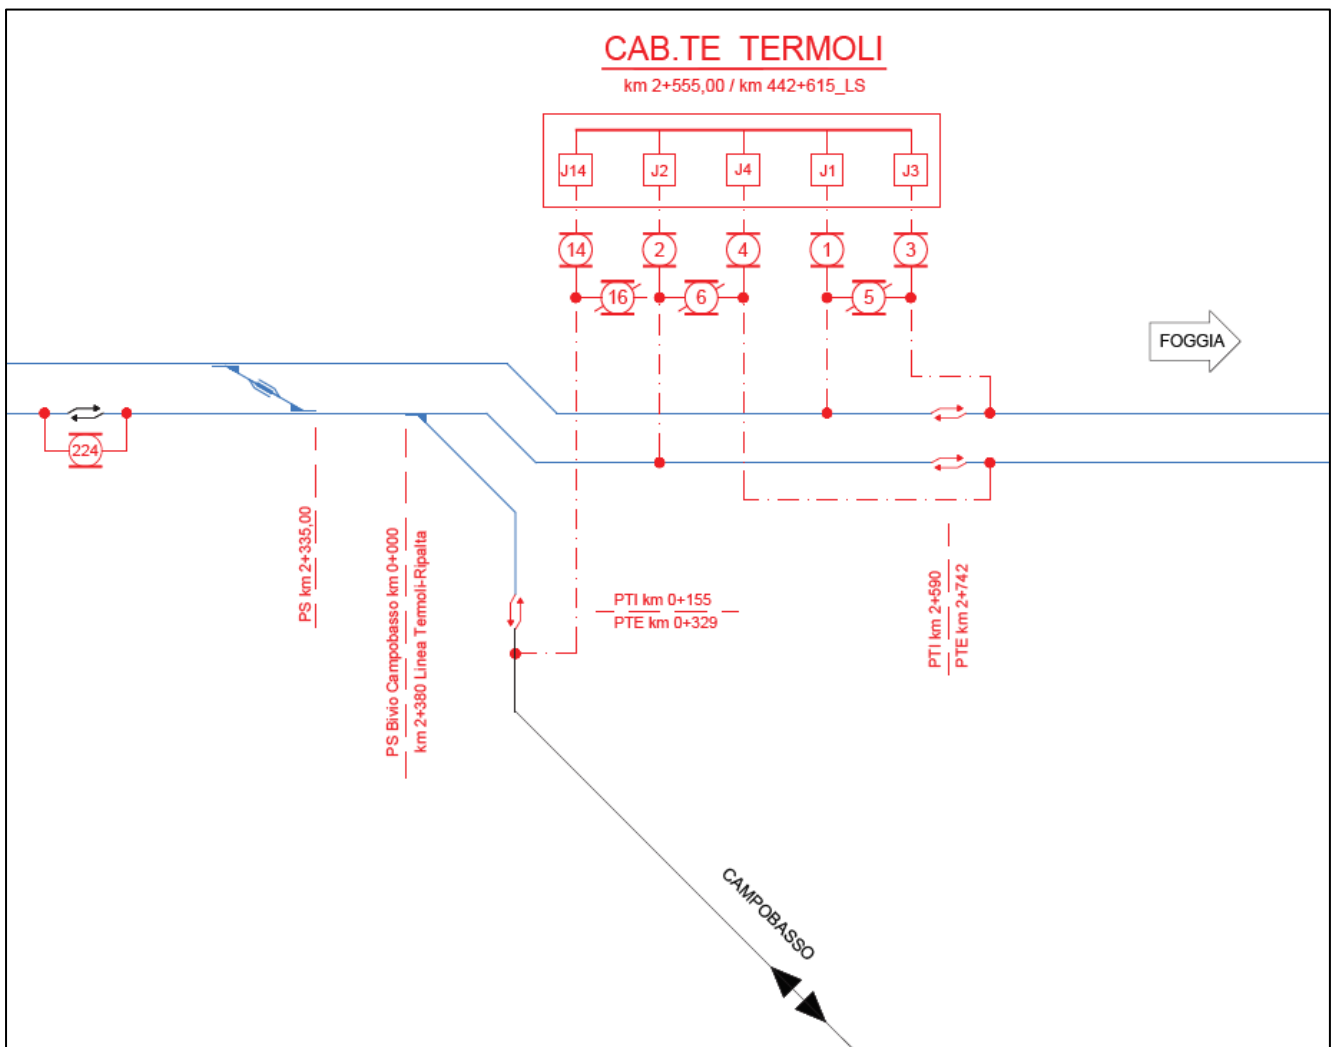 CAB.TE TERMOLI
km 2+555,00 / km 442+615_LS
J14
J2
J4
J1
J3
14
2
4
1
3
16
6
5
FOGGIA
224
PS km 2+335,00
PS Bivio Campobasso km 0+000
km 2+380 Linea Termoli-Ripalta
PTI km 0+155
PTE km 0+329
PTI km 2+590
PTE km 2+742
CAMPOBASSO